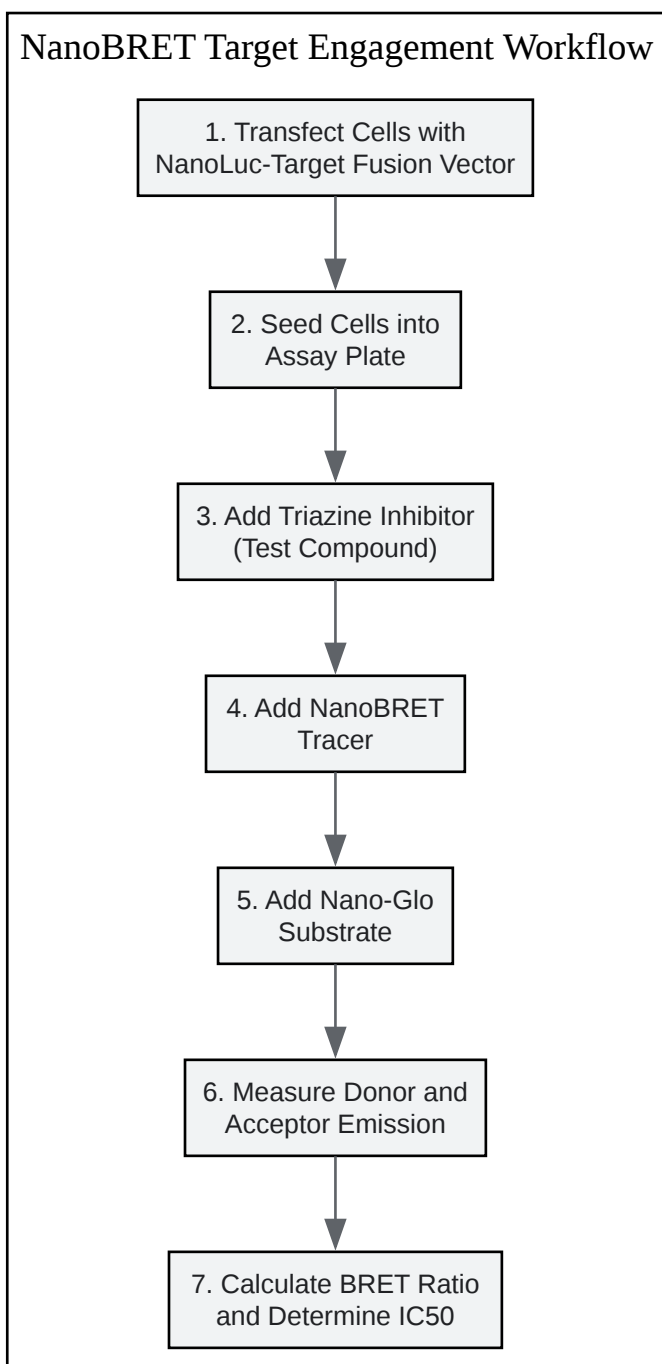 NanoBRET Target Engagement Workflow
1. Transfect Cells with
NanoLuc-Target Fusion Vector
2. Seed Cells into
Assay Plate
3. Add Triazine Inhibitor
(Test Compound)
4. Add NanoBRET
Tracer
5. Add Nano-Glo
Substrate
6. Measure Donor and
Acceptor Emission
7. Calculate BRET Ratio
and Determine IC50